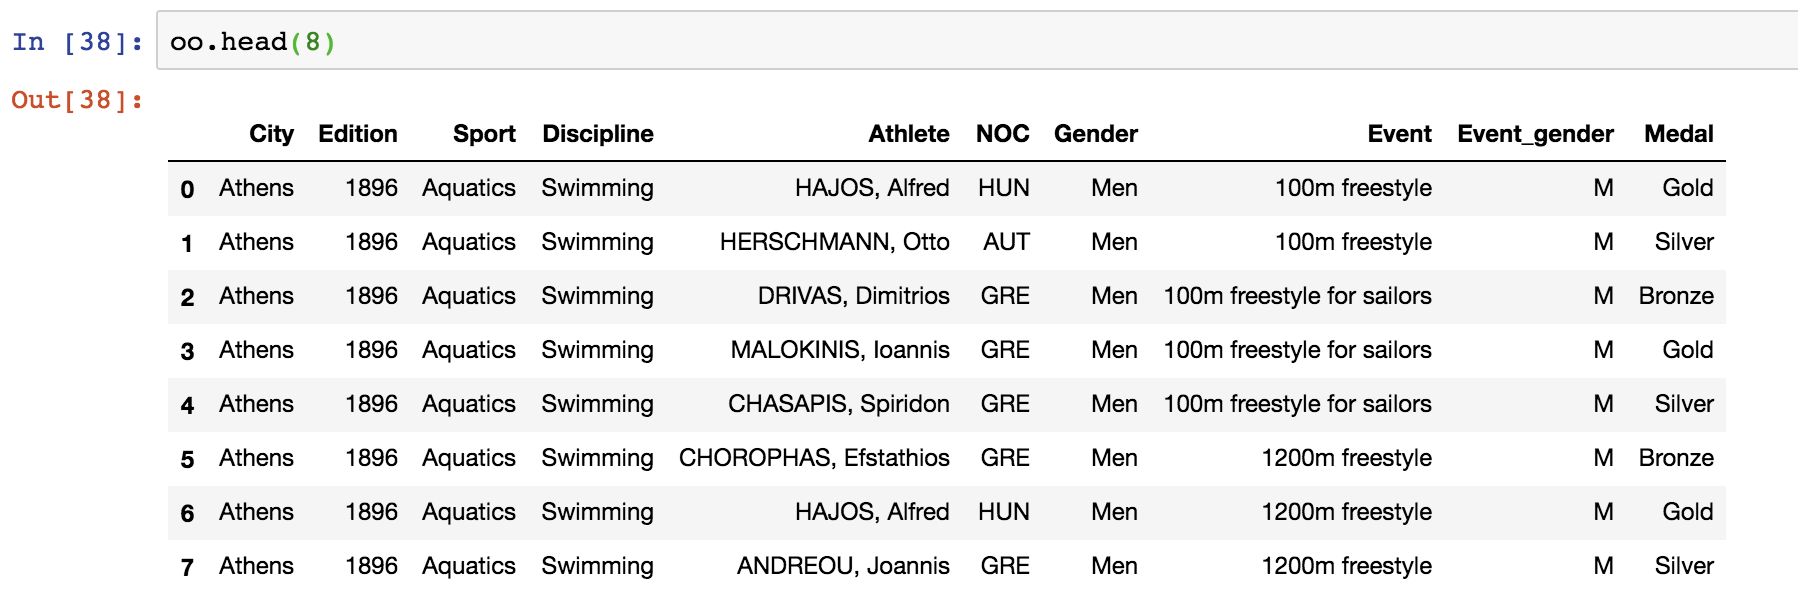 In [38]: oo.head(8)
Out[38]:
City Edition Sport Discipline Athlete NOC Gender Event Event_gender Medal
0 Athens 1896 Aquatics Swimming HAJOS, Alfred HUN Men 100m freestyle M Gold
1 Athens 1896 Aquatics Swimming HERSCHMANN, Otto AUT Men 100m freestyle M Silver
2 Athens 1896 Aquatics Swimming DRIVAS, Dimitrios GRE Men 100m freestyle for sailors M Bronze
3 Athens 1896 Aquatics Swimming MALOKINIS, Ioannis GRE Men 100m freestyle for sailors M Gold
4 Athens 1896 Aquatics Swimming CHASAPIS, Spiridon GRE Men 100m freestyle for sailors M Silver
5 Athens 1896 Aquatics Swimming CHOROPHAS, Efstathios GRE Men 1200m freestyle M Bronze
6 Athens 1896 Aquatics Swimming HAJOS, Alfred HUN Men 1200m freestyle M Gold
7 Athens 1896 Aquatics Swimming ANDREOU, Joannis GRE Men 1200m freestyle M Silver